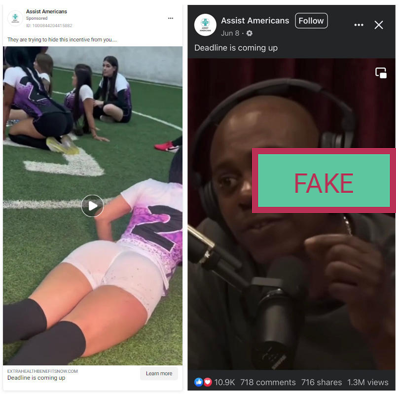 Assist Americans
Sponsored
They are trying to hide this incentive from you....
2
EXTRAHEALTHBENEFITSNOW.COM
Deadline is coming up
Learn more
Assist Americans
Follow
Jun 8
Deadline is coming up
FAKE
10.9K 718 comments 716 shares 1.3M views